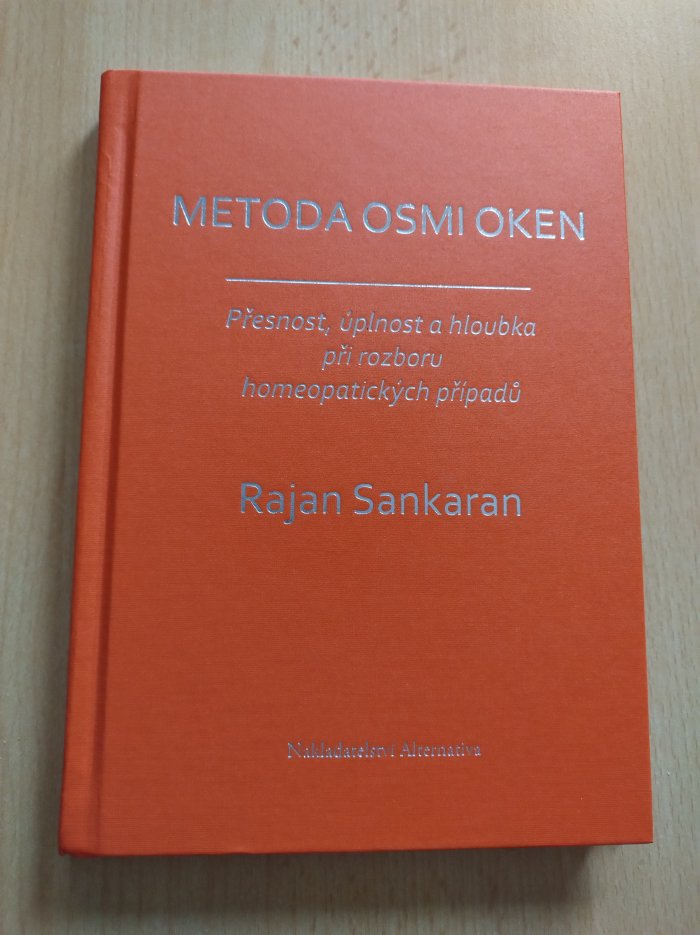 METODA OSMI OKEN
Přesnost, úplnost a hloubka
při rozboru
homeopatických případů
Rajan Sankaran
Nakladatelství Alternativa